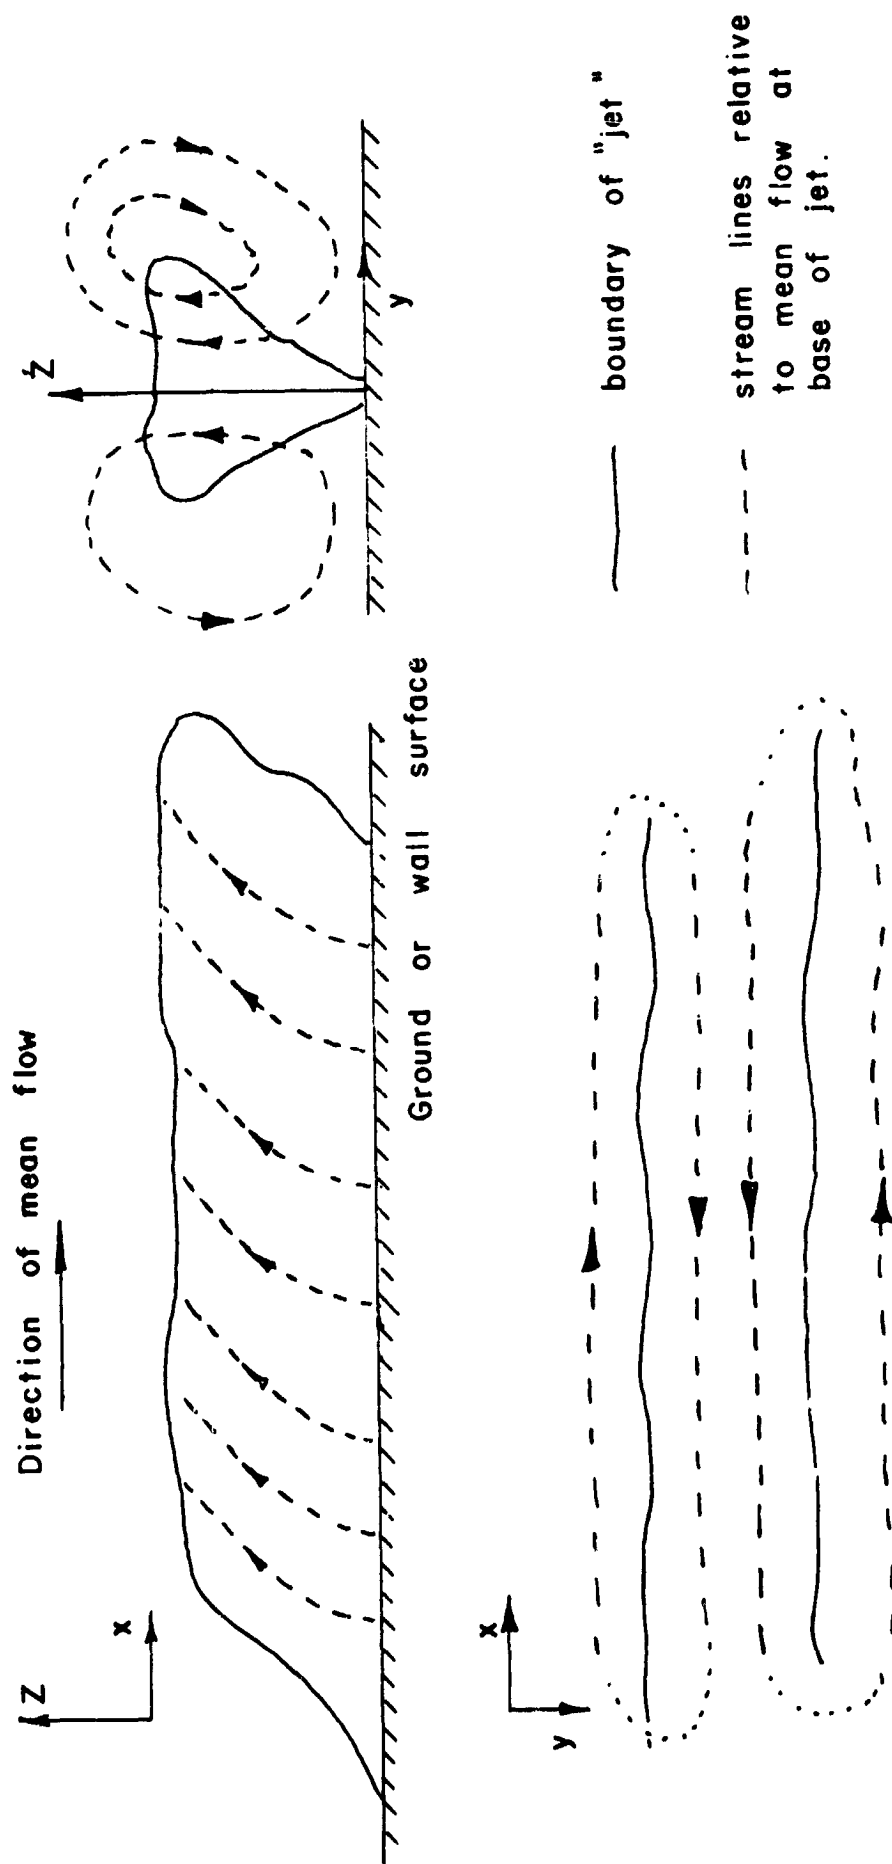 Direction of mean flow
Z
x
Z
y
Ground or wall surface
x
y
boundary of "jet"
stream lines relative
to mean flow at
base of jet.